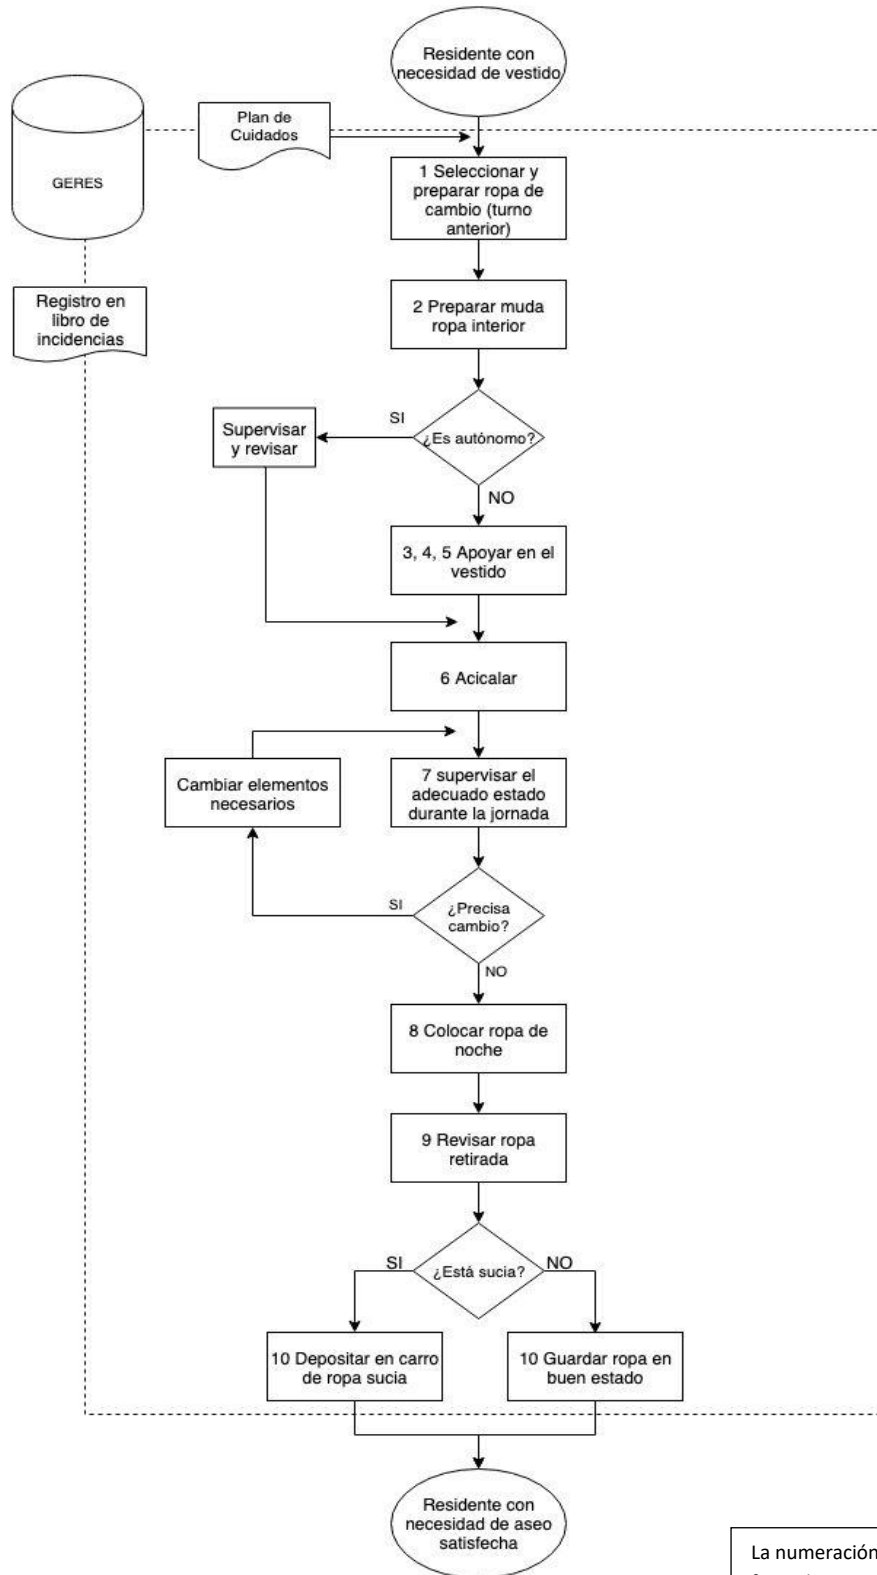 Residente con
necesidad de vestido
Plan de
Cuidados
GERES
1 Seleccionar y
preparar ropa de
cambio (turno
anterior)
Registro en
libro de
incidencias
2 Preparar muda
ropa interior
SI
¿Es autónomo?
Supervisar
y revisar
NO
3, 4, 5 Apoyar en el
vestido
6 Acicalar
Cambiar elementos
necesarios
7 supervisar el
adecuado estado
durante la jornada
SI
¿Precisa
cambio?
NO
8 Colocar ropa de
noche
9 Revisar ropa
retirada
SI
¿Está sucia?
NO
10 Depositar en carro
de ropa sucia
10 Guardar ropa en
buen estado
Residente con
necesidad de aseo
satisfecha
La numeración